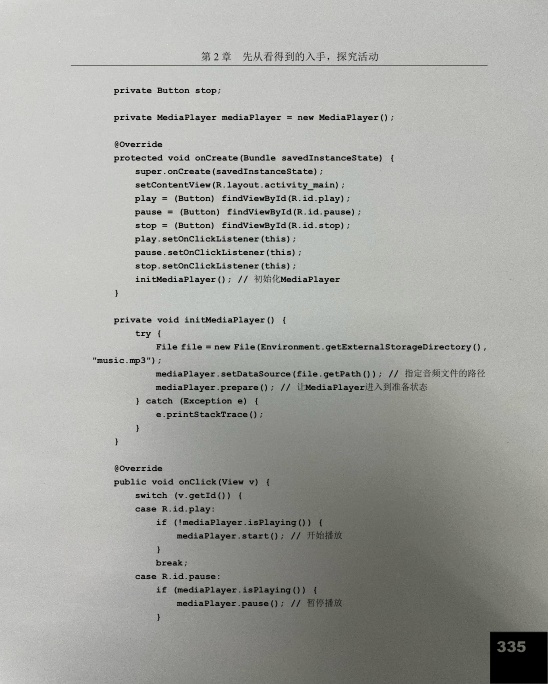 第 2 章 先从看得到的入手，探究活动
private Button stop;
private MediaPlayer mediaPlayer = new MediaPlayer();
@Override
protected void onCreate(Bundle savedInstanceState) {
super.onCreate(savedInstanceState);
setContentView(R.layout.activity_main);
play = (Button) findViewById(R.id.play);
pause = (Button) findViewById(R.id.pause);
stop = (Button) findViewById(R.id.stop);
play.setOnClickListener(this);
pause.setOnClickListener(this);
stop.setOnClickListener(this);
initMediaPlayer(); // 初始化MediaPlayer
}
private void initMediaPlayer() {
try {
File file = new File(Environment.getExternalStorageDirectory(),
"music.mp3");
mediaPlayer.setDataSource(file.getPath()); // 指定音频文件的路径
mediaPlayer.prepare(); // 让MediaPlayer进入到准备状态
} catch (Exception e) {
e.printStackTrace();
}
}
@Override
public void onClick(View v) {
switch (v.getId()) {
case R.id.play:
if (!mediaPlayer.isPlaying()) {
mediaPlayer.start(); // 开始播放
}
break;
case R.id.pause:
if (mediaPlayer.isPlaying()) {
mediaPlayer.pause(); // 暂停播放
}
335